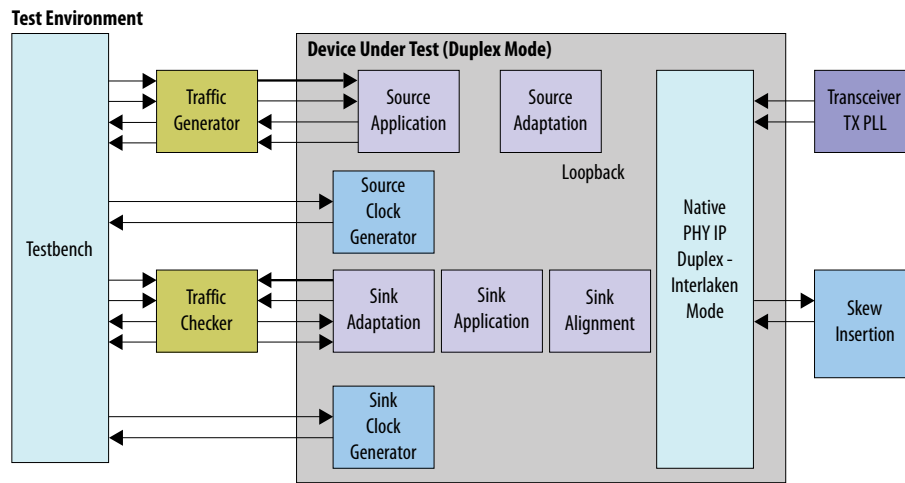 Test Environment
Device Under Test (Duplex Mode)
Testbench
Traffic
Generator
Source
Application
Source
Adaptation
Loopback
Transceiver
TX PLL
Source
Clock
Generator
Native
PHY IP
Duplex -
Interlaken
Mode
Traffic
Checker
Sink
Adaptation
Sink
Application
Sink
Alignment
Skew
Insertion
Sink
Clock
Generator